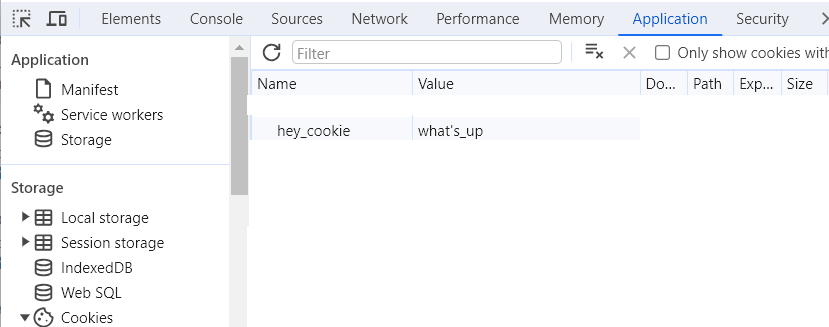 Elements Console Sources Network Performance Memory Application Security
Application
Manifest
Service workers
Storage
Storage
Local storage
Session storage
IndexedDB
Web SQL
Cookies
Filter
Only show cookies with
Name Value Do... Path Exp... Size
hey_cookie what's_up